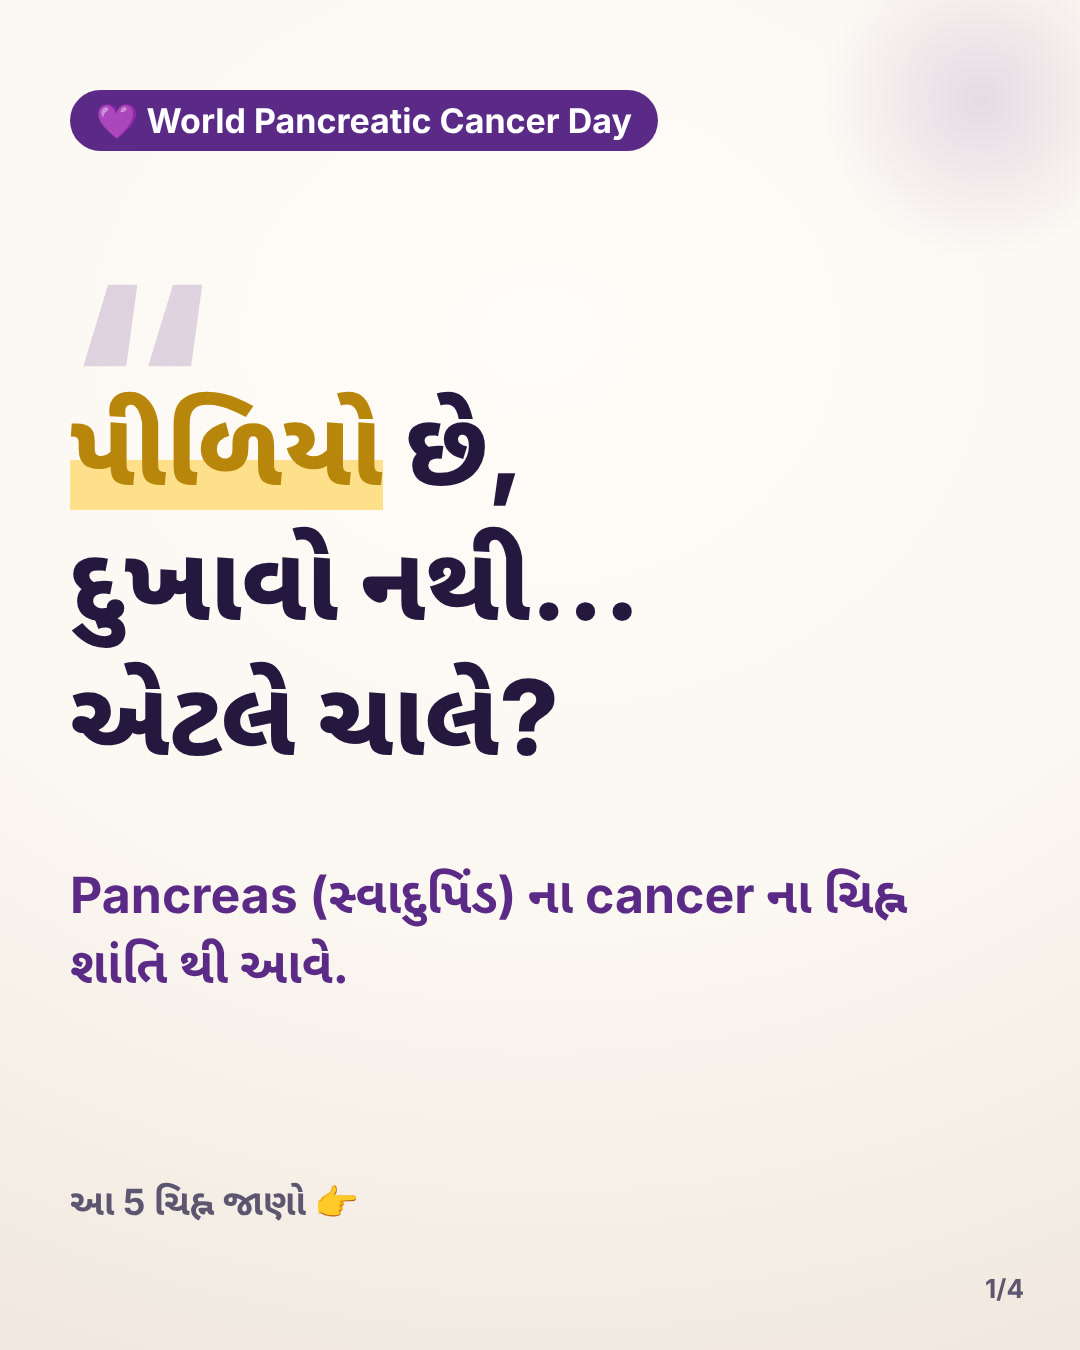 💜 World Pancreatic Cancer Day
"
પીળિયો છે,
દુખાવો નથી...
એટલે ચાલે?
Pancreas (સ્વાદુપિંડ) ના cancer ના ચિહ્ન
શાંતિ થી આવે.
આ 5 ચિહ્ન જાણો 👉
1/4